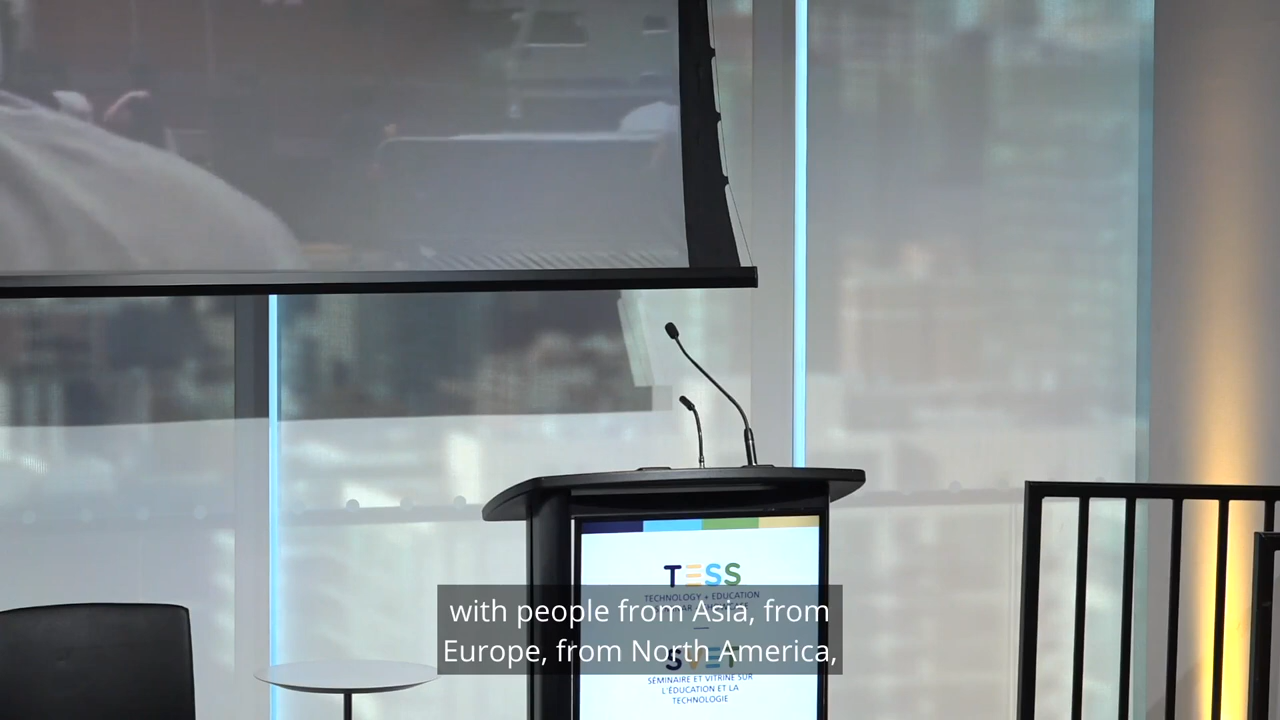 TESS
TECHNOLOGY + EDUCATION
with people from Asia, from
Europe, from North America,
SVET
SÉMINAIRE ET VITRINE SUR
L'ÉDUCATION ET LA
TECHNOLOGIE